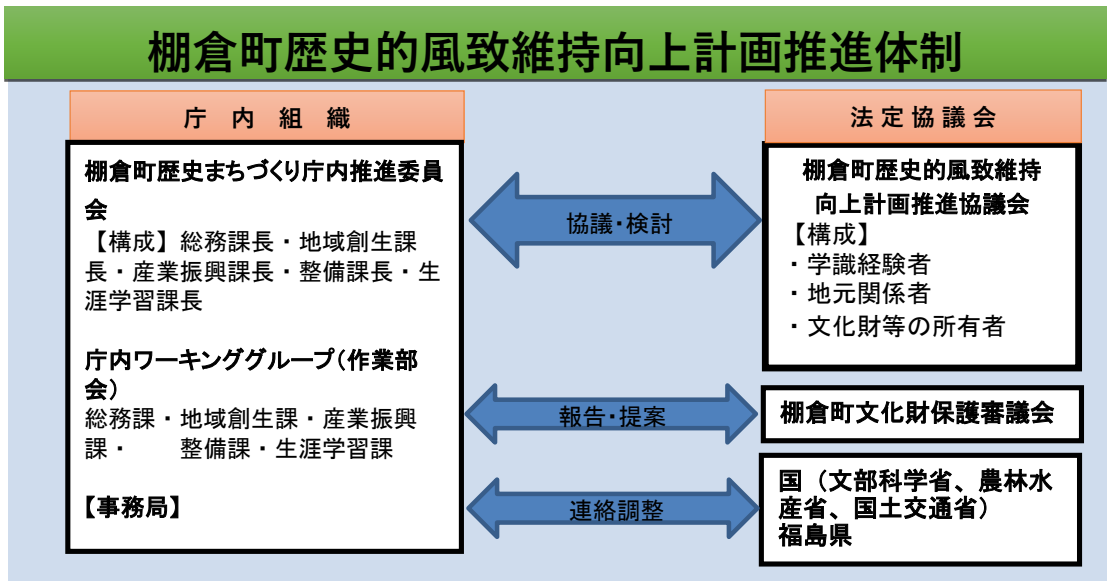 棚倉町歴史的風致維持向上計画推進体制
庁内組織
棚倉町歴史まちづくり庁内推進委員
会
【構成】総務課長・地域創生課
長・産業振興課長・整備課長・生
涯学習課長
庁内ワーキンググループ(作業部
会)
総務課・地域創生課・産業振興
課・　　整備課・生涯学習課
【事務局】
協議・検討
報告・提案
連絡調整
法定協議会
棚倉町歴史的風致維持
向上計画推進協議会
【構成】
・学識経験者
・地元関係者
・文化財等の所有者
棚倉町文化財保護審議会
国（文部科学省、農林水
産省、国土交通省）
福島県